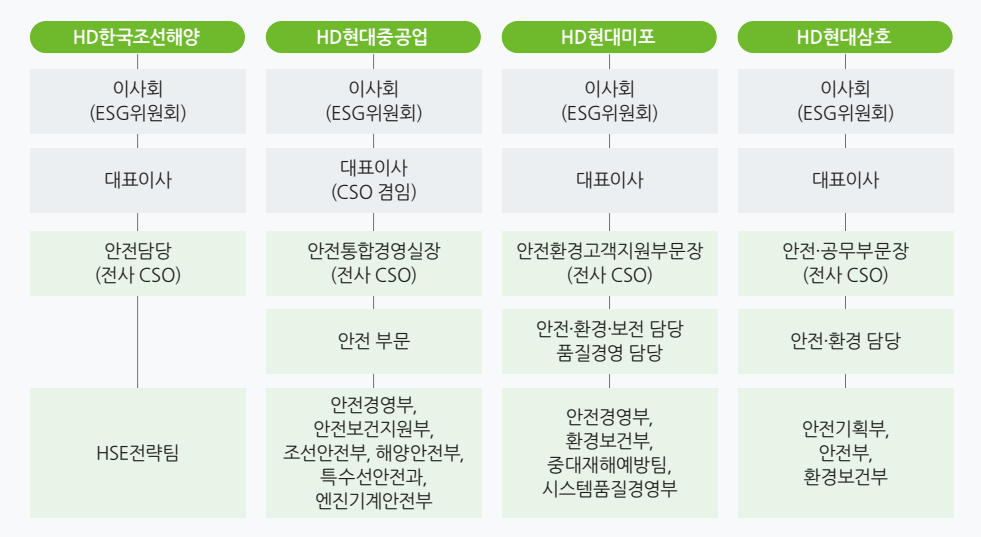 HD한국조선해양
이사회
(ESG위원회)
대표이사
안전담당
(전사 CSO)
HSE전략팀
HD현대중공업
이사회
(ESG위원회)
대표이사
(CSO 겸임)
안전통합경영실장
(전사 CSO)
안전 부문
안전경영부,
안전보건지원부,
조선안전부, 해양안전부,
특수선안전과,
엔진기계안전부
HD현대미포
이사회
(ESG위원회)
대표이사
안전환경고객지원부문장
(전사 CSO)
안전·환경·보전 담당
품질경영 담당
안전경영부,
환경보건부,
중대재해예방팀,
시스템품질경영부
HD현대삼호
이사회
(ESG위원회)
대표이사
안전·공무부문장
(전사 CSO)
안전·환경 담당
안전기획부,
안전부,
환경보건부